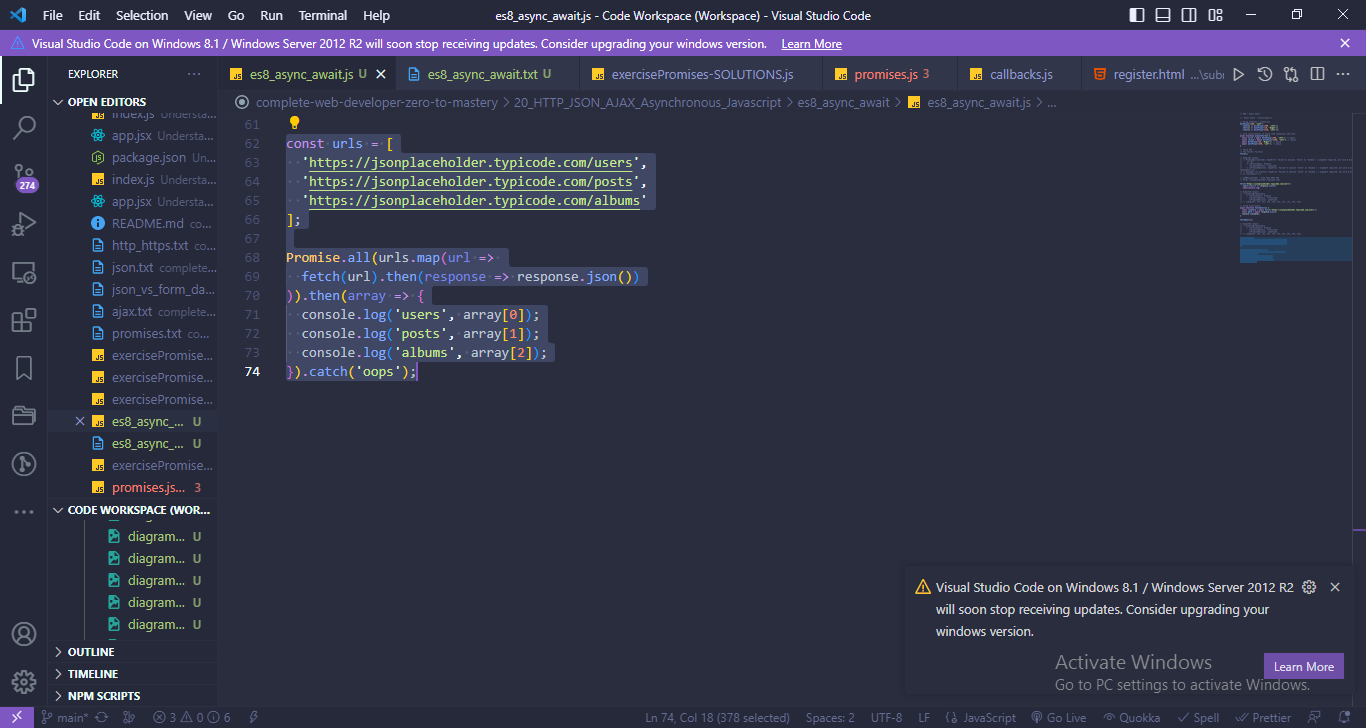 File Edit Selection View Go Run Terminal Help
es8_async_await.js - Code Workspace (Workspace) - Visual Studio Code
Visual Studio Code on Windows 8.1 / Windows Server 2012 R2 will soon stop receiving updates. Consider upgrading your windows version. Learn More
EXPLORER
es8_async_await.js U
es8_async_await.txt U
exercisePromises-SOLUTIONS.js
promises.js 3
callbacks.js
register.html ...\subm
OPEN EDITORS
index.js Understa...
app.jsx Understa...
package.json Un...
index.js Understa...
app.jsx Understa...
README.md co...
http_https.txt co...
json.txt complete...
json_vs_form_da...
ajax.txt complete...
promises.txt co...
exercisePromise...
exercisePromise...
exercisePromise...
es8_async_... U
es8_async_... U
exercisePromise...
promises.js... 3
CODE WORKSPACE (WOR...
diagram... U
diagram... U
diagram... U
diagram... U
diagram... U
OUTLINE
TIMELINE
NPM SCRIPTS
274
complete-web-developer-zero-to-mastery > 20_HTTP_JSON_AJAX_Asynchronous_Javascript > es8_async_await > es8_async_await.js > ...
61
62 const urls = [
63 'https://jsonplaceholder.typicode.com/users',
64 'https://jsonplaceholder.typicode.com/posts',
65 'https://jsonplaceholder.typicode.com/albums'
66 ];
67
68 Promise.all(urls.map(url =>
69 fetch(url).then(response => response.json())
70 )).then(array => {
71 console.log('users', array[0]);
72 console.log('posts', array[1]);
73 console.log('albums', array[2]);
74 }).catch('oops');
Visual Studio Code on Windows 8.1 / Windows Server 2012 R2
will soon stop receiving updates. Consider upgrading your
windows version.
Learn More
Activate Windows
Go to PC settings to activate Windows.
main* 3 0 6
0
Ln 74, Col 18 (378 selected) Spaces: 2 UTF-8 LF {} JavaScript Go Live Quokka Spell Prettier